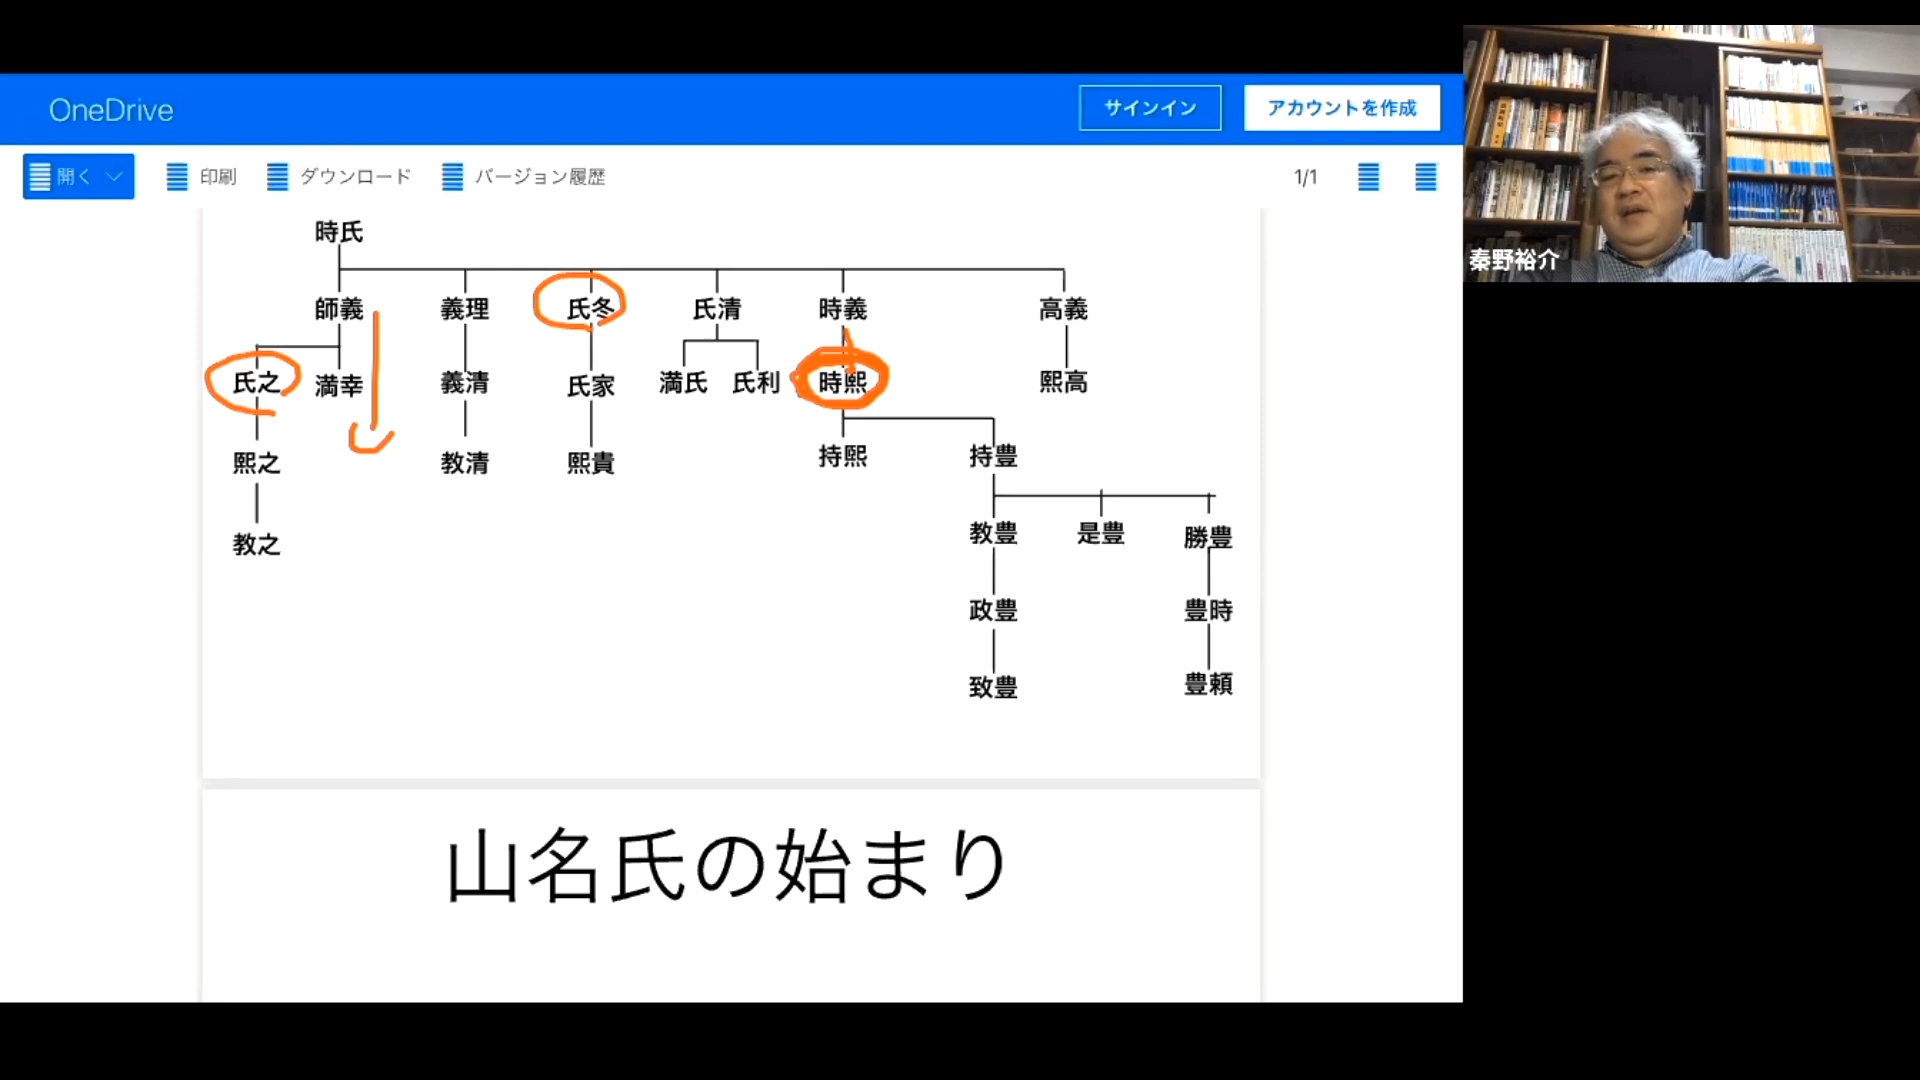 OneDrive
サインイン
アカウントを作成
開く
印刷
ダウンロード
バージョン履歴
1/1
時氏
師義 義理 氏冬 氏清 時義 高義
氏之 満幸 義清 氏家 満氏 氏利 時熙 熙高
熙之 教清 熙貴 持熙 持豊
教之 教豊 是豊 勝豊
政豊 豊時
致豊 豊頼
山名氏の始まり
秦野裕介